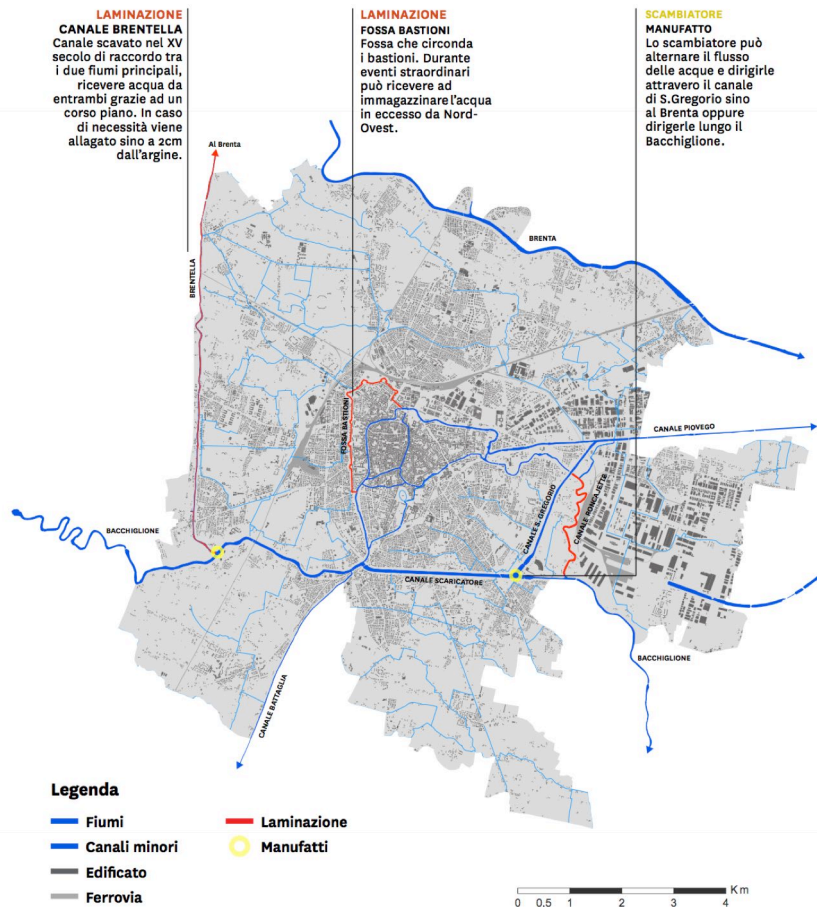 LAMINAZIONE
CANALE BRENTELLA
Canale scavato nel XV
secolo di raccordo tra
i due fiumi principali,
ricevere acqua da
entrambi grazie ad un
corso piano. In caso
di necessità viene
allagato sino a 2cm
dall'argine.
LAMINAZIONE
FOSSA BASTIONI
Fossa che circonda
i bastioni. Durante
eventi straordinari
può ricevere ad
immagazzinare l'acqua
in eccesso da Nord-
Ovest.
SCAMBIATORE
MANUFATTO
Lo scambiatore può
alternare il flusso
delle acque e dirigerle
attravero il canale
di S.Gregorio sino
al Brenta oppure
dirigerle lungo il
Bacchiglione.
Al Brenta
BRENTA
BRENTELLA
FOSSA BASTIONI
CANALE PIOVEGO
CANALE S. GREGORIO
CANALE RONCAJETTE
BACCHIGLIONE
CANALE SCARICATORE
BACCHIGLIONE
CANALE BATTAGLIA
Legenda
Fiumi
Canali minori
Edificato
Ferrovia
Laminazione
Manufatti
Km
0 0.5 1 2 3 4